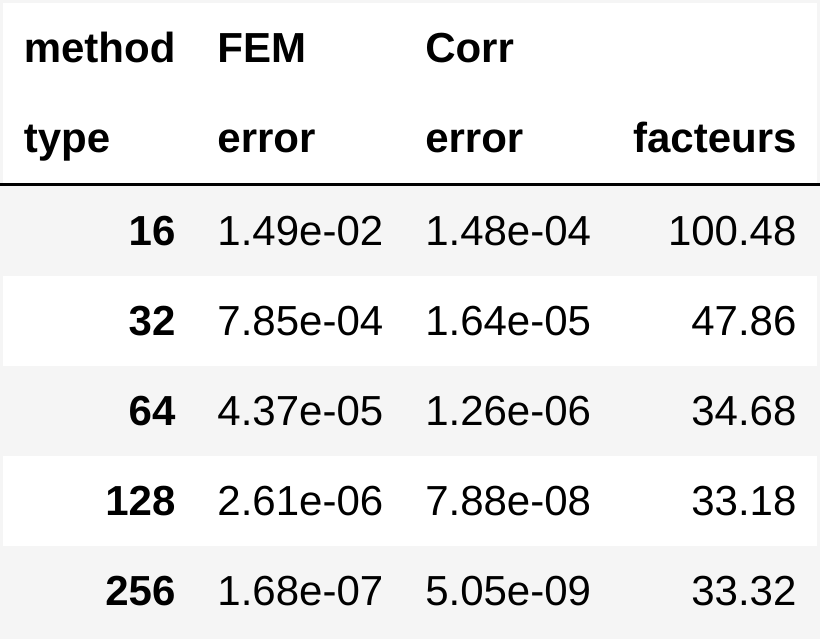 method FEM Corr
type error error facteurs
16 1.49e-02 1.48e-04 100.48
32 7.85e-04 1.64e-05 47.86
64 4.37e-05 1.26e-06 34.68
128 2.61e-06 7.88e-08 33.18
256 1.68e-07 5.05e-09 33.32